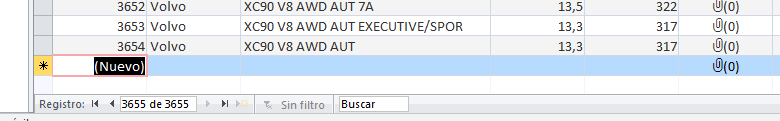 3652 Volvo XC90 V8 AWD AUT 7A 13,5 322 (0)
3653 Volvo XC90 V8 AWD AUT EXECUTIVE/SPOR 13,3 317 (0)
3654 Volvo XC90 V8 AWD AUT 13,3 317 (0)
* (Nuevo) (0)
Registro: 3655 de 3655 Sin filtro Buscar